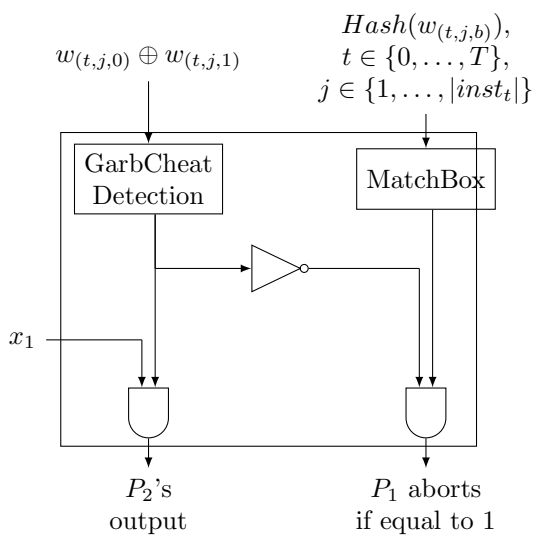 w_{(t,j,0)} ⊕ w_{(t,j,1)}
Hash(w_{(t,j,b)}),
t ∈ {0, . . . , T},
j ∈ {1, . . . , |inst_t|}
GarbCheat
Detection
MatchBox
x_1
P_2's
output
P_1 aborts
if equal to 1